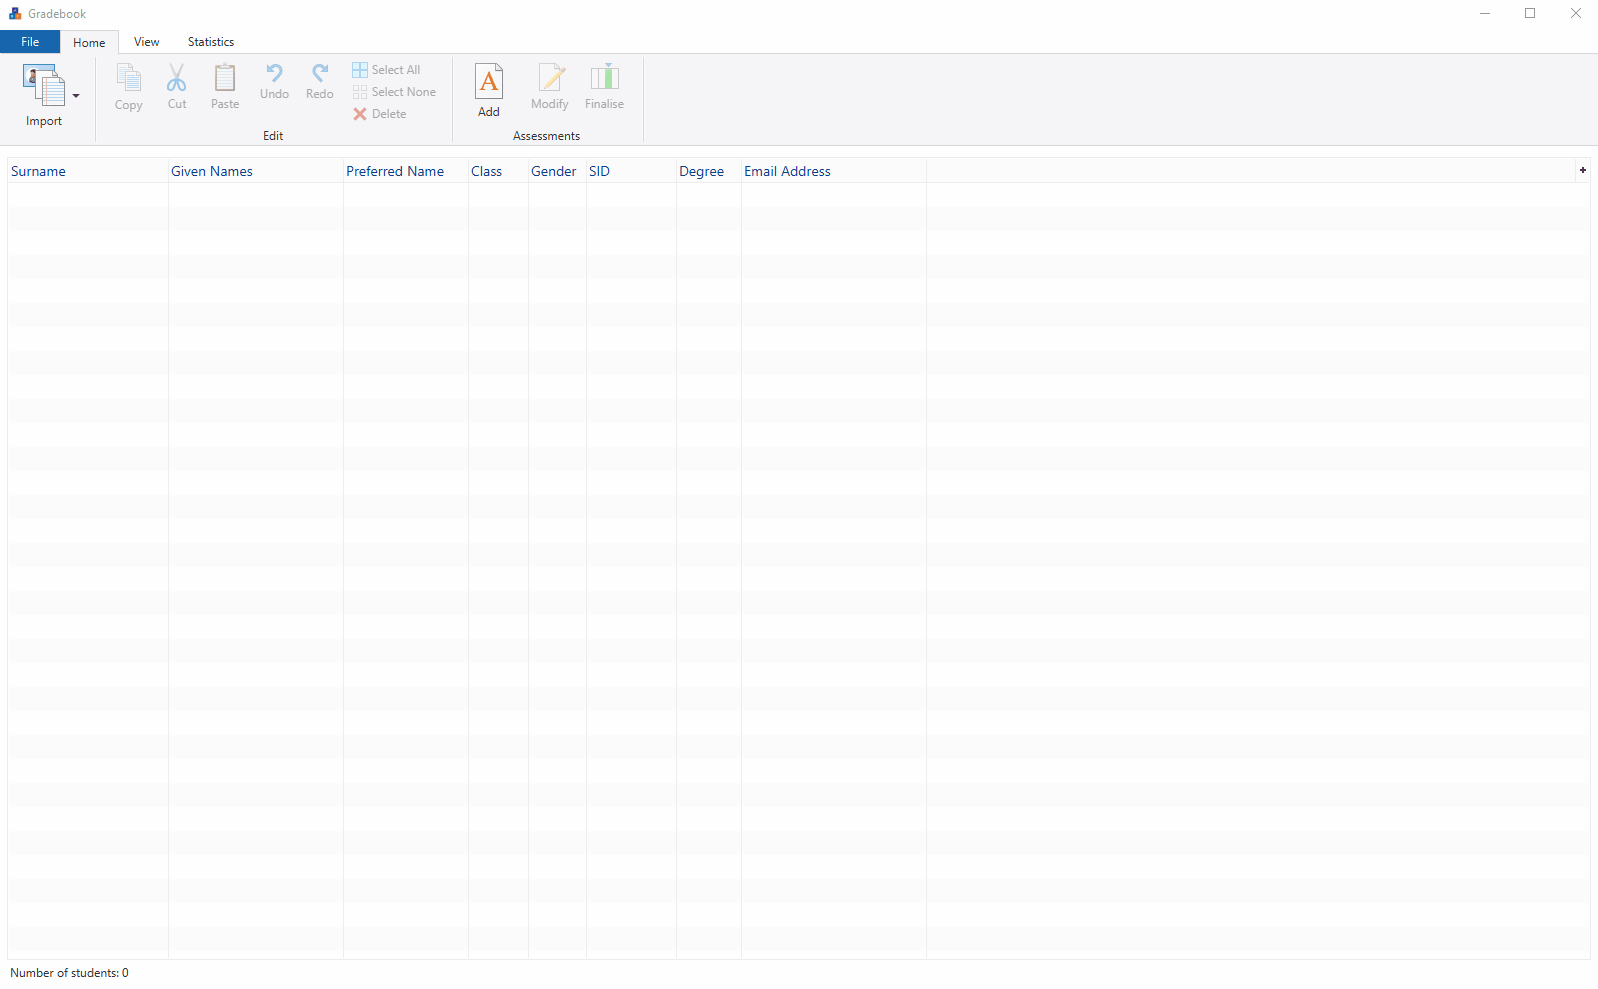 Gradebook
File Home View Statistics
Import
Copy Cut Paste Undo Redo
Select All
Select None
Delete
Edit
Add Modify Finalise
Assessments
Surname Given Names Preferred Name Class Gender SID Degree Email Address +
Number of students: 0